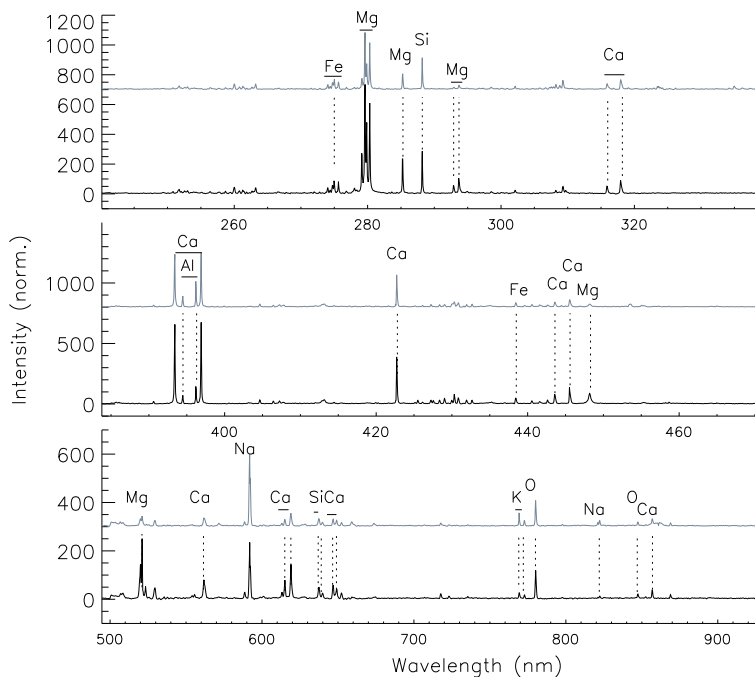 1200
1000
800
600
400
200
0
Mg
Fe
Mg
Si
Mg
Ca
260 280 300 320
1000
500
0
Ca
Al
Ca
Fe
Ca
Ca
Mg
400 420 440 460
600
400
200
0
Mg
Ca
Na
Ca
Si
Ca
K
O
Na
O
Ca
500 600 700 800 900
Wavelength (nm)
Intensity (norm.)